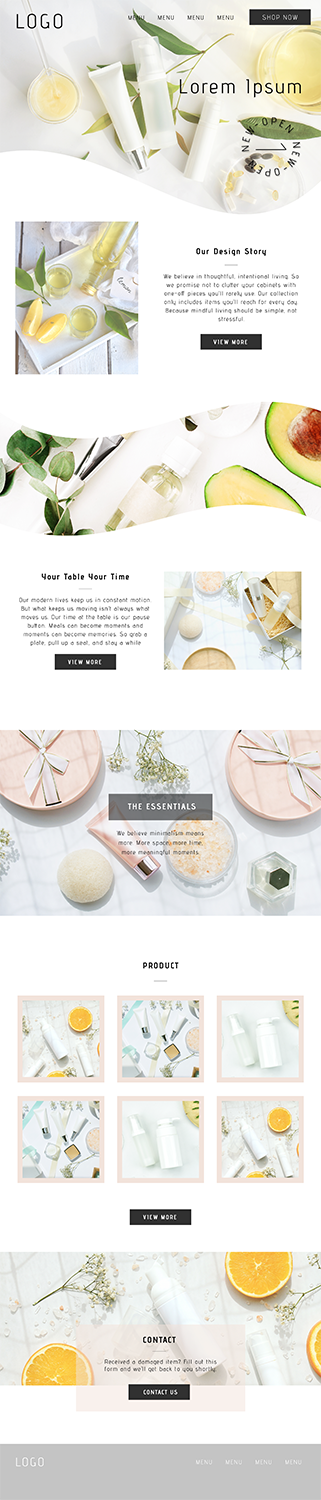 LOGO
MENU MENU MENU MENU SHOP NOW
Lorem Ipsum
NEW-OPEN NEW-OPEN
Our Design Story
We believe in thoughtful, intentional living. So
we promise not to clutter your cabinets with
one-off pieces you'll rarely use. Our collection
only includes items you'll reach for every day.
Because mindful living should be simple, not
stressful.
VIEW MORE
Your Table Your Time
Our modern lives keep us in constant motion.
But what keeps us moving isn't always what
moves us. Our time at the table is our pause
button. Meals can become moments and
moments can become memories. So grab a
plate, pull up a seat, and stay a while
VIEW MORE
THE ESSENTIALS
We believe minimalism means
more. More space, more time,
more meaningful moments.
PRODUCT
VIEW MORE
CONTACT
Received a damaged item? Fill out this
form and we'll get back to you shortly.
CONTACT US
LOGO
MENU MENU MENU MENU